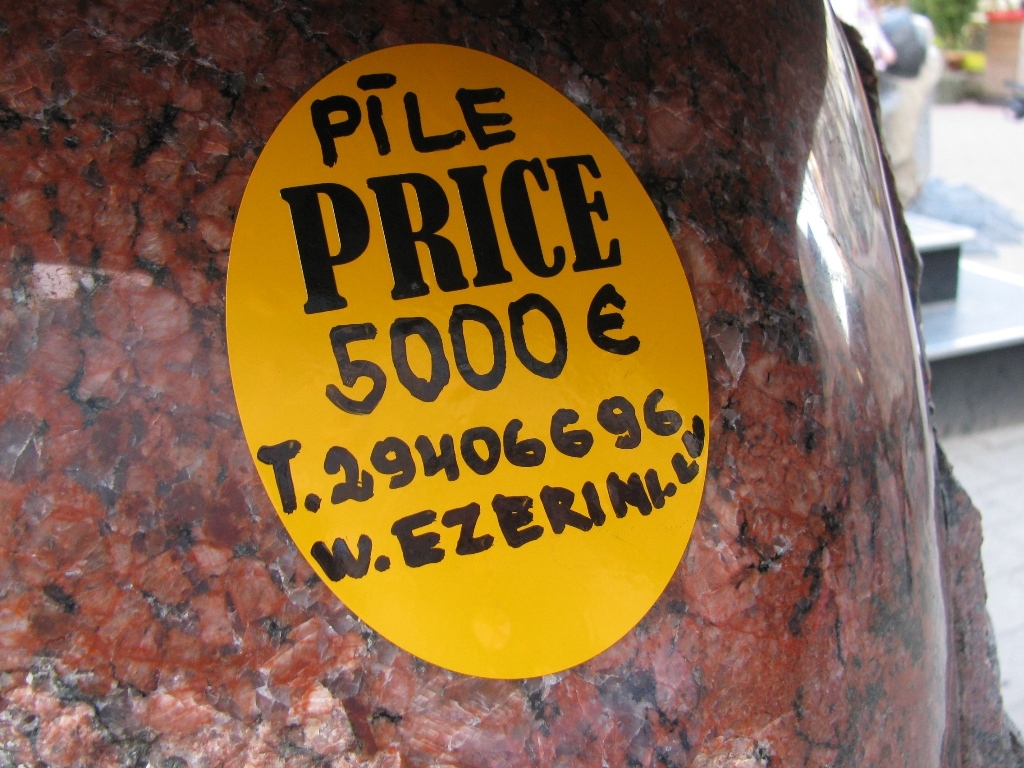 PĪLE
PRICE
5000 €
T.29406696,
W.EZERINI.LV